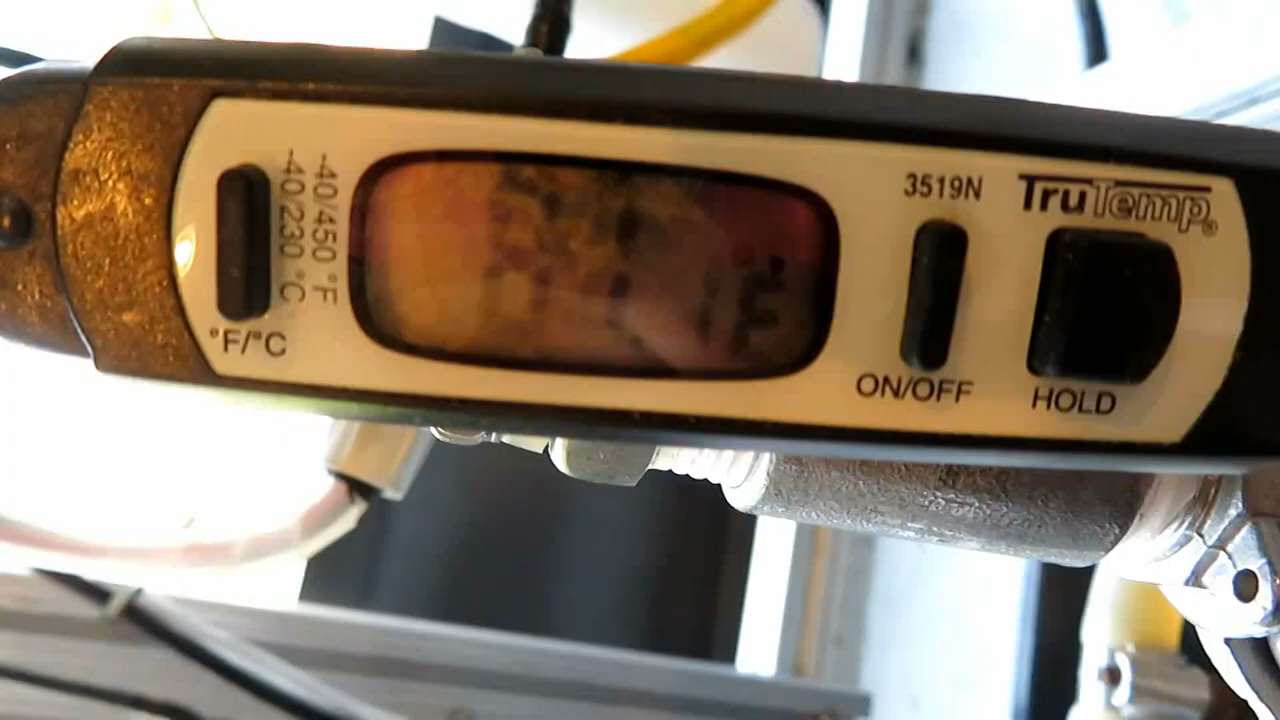 -40/450 °F
-40/230 °C
°F/°C
3519N
TruTemp
ON/OFF
HOLD